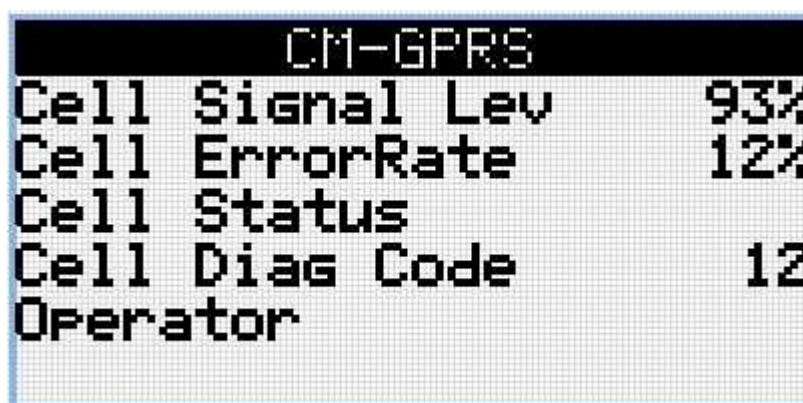 CM-GPRS
Cell Signal Lev 93%
Cell ErrorRate 12%
Cell Status
Cell Diag Code 12
Operator